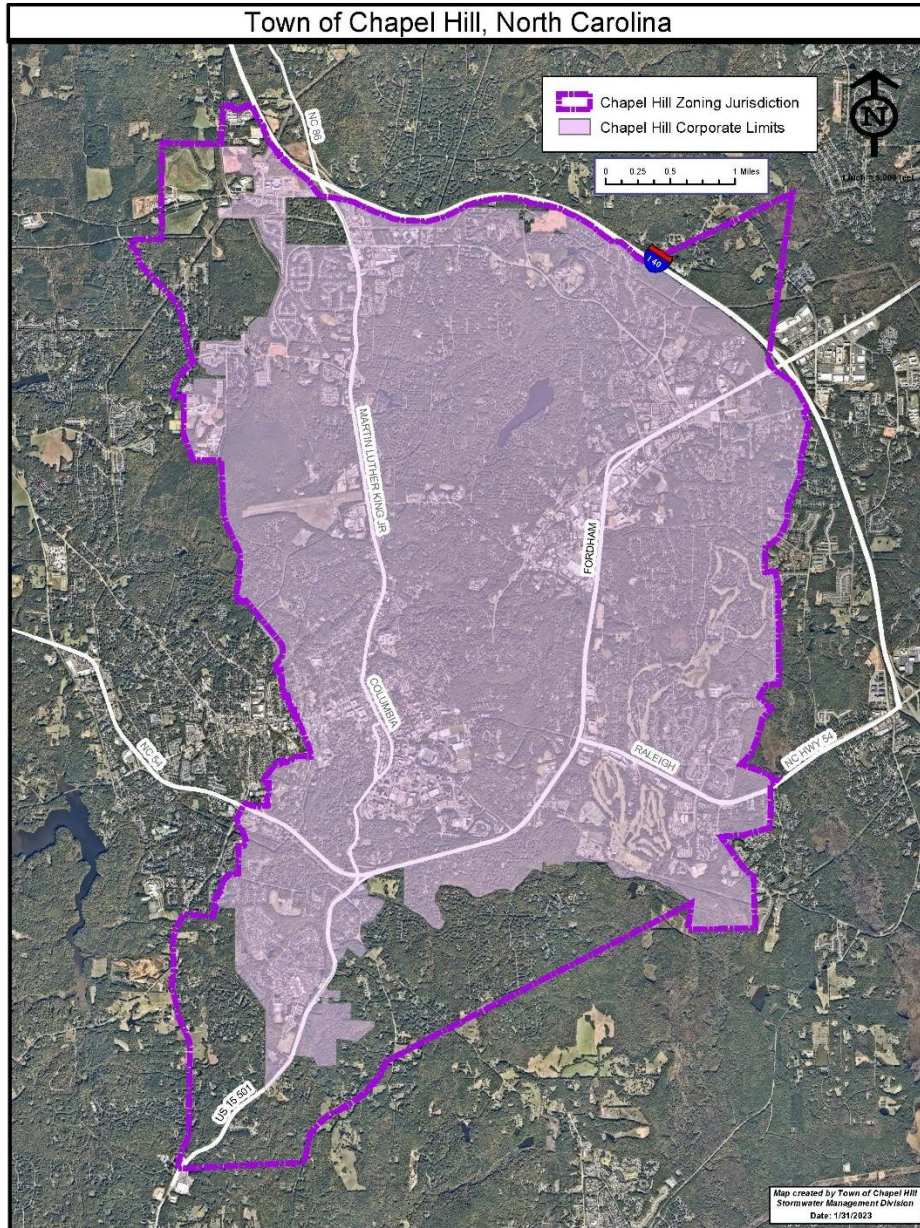 Town of Chapel Hill, North Carolina
Chapel Hill Zoning Jurisdiction
Chapel Hill Corporate Limits
N
0 0.25 0.5 1 Miles
NC 86
I 40
MARTIN LUTHER KING JR
FORDHAM
COLUMBIA
RALEIGH
NC HWY 54
NC 54
US 15 501
Map created by Town of Chapel Hill
Stormwater Management Division
Date: 1/31/2023